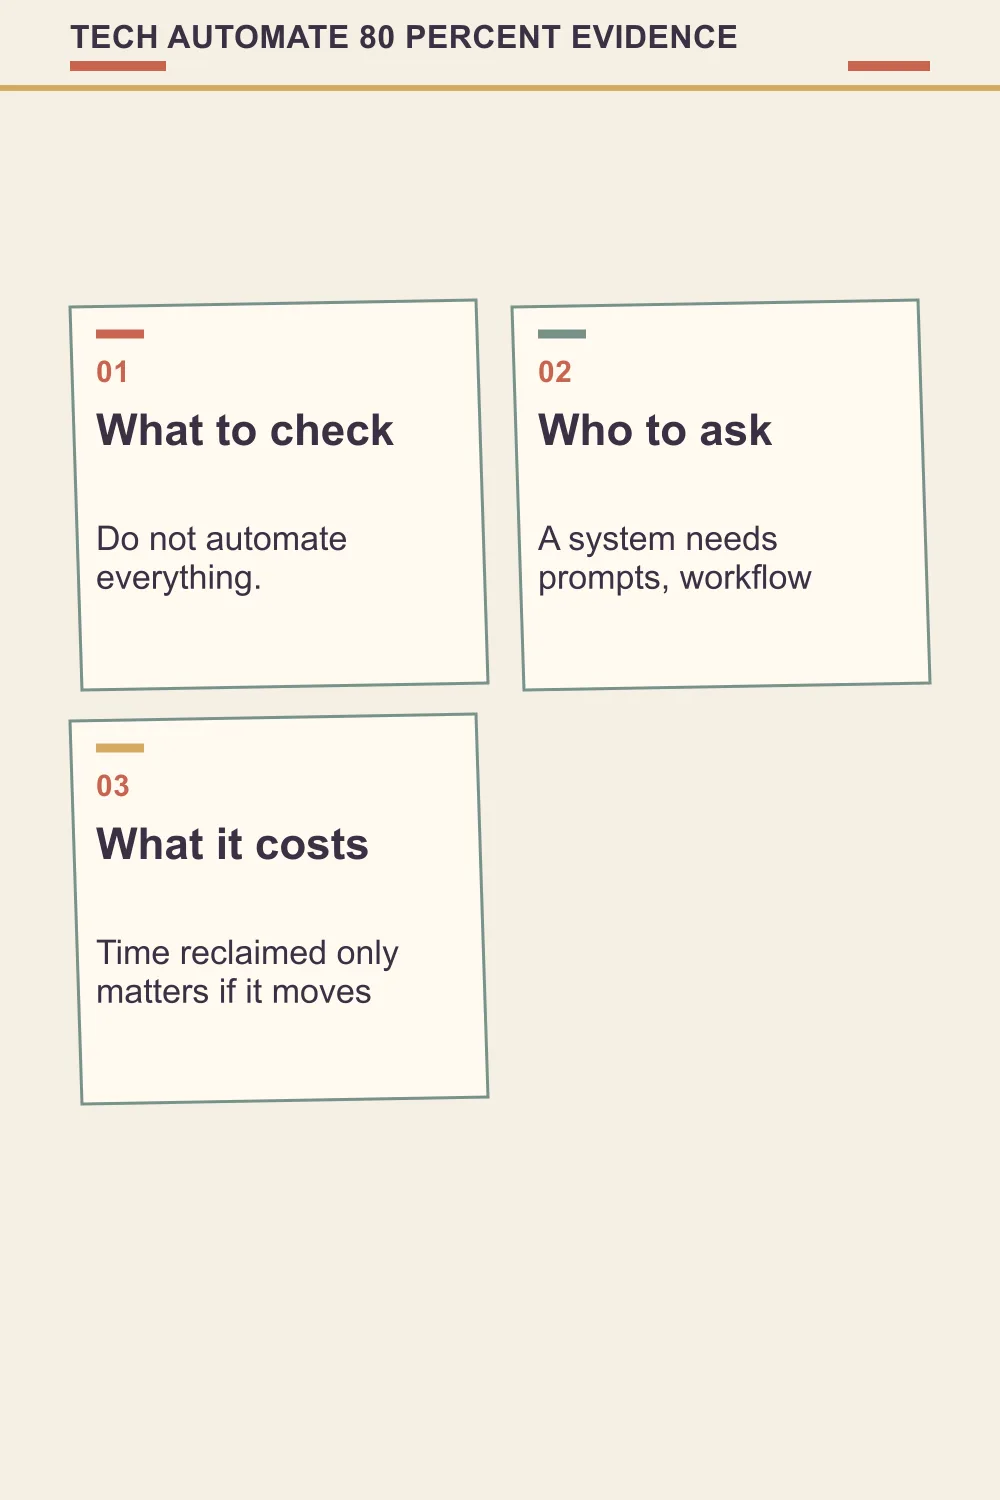 TECH AUTOMATE 80 PERCENT EVIDENCE
01
What to check
Do not automate
everything.
02
Who to ask
A system needs
prompts, workflow
03
What it costs
Time reclaimed only
matters if it moves